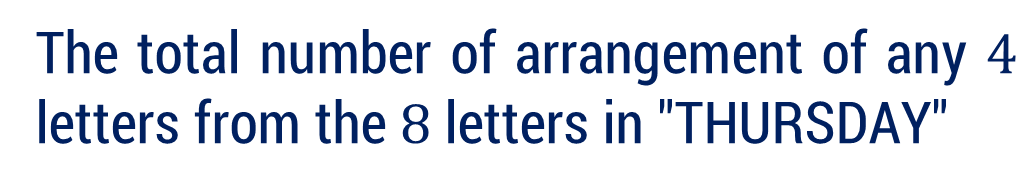 The total number of arrangement of any 4
letters from the 8 letters in "THURSDAY"